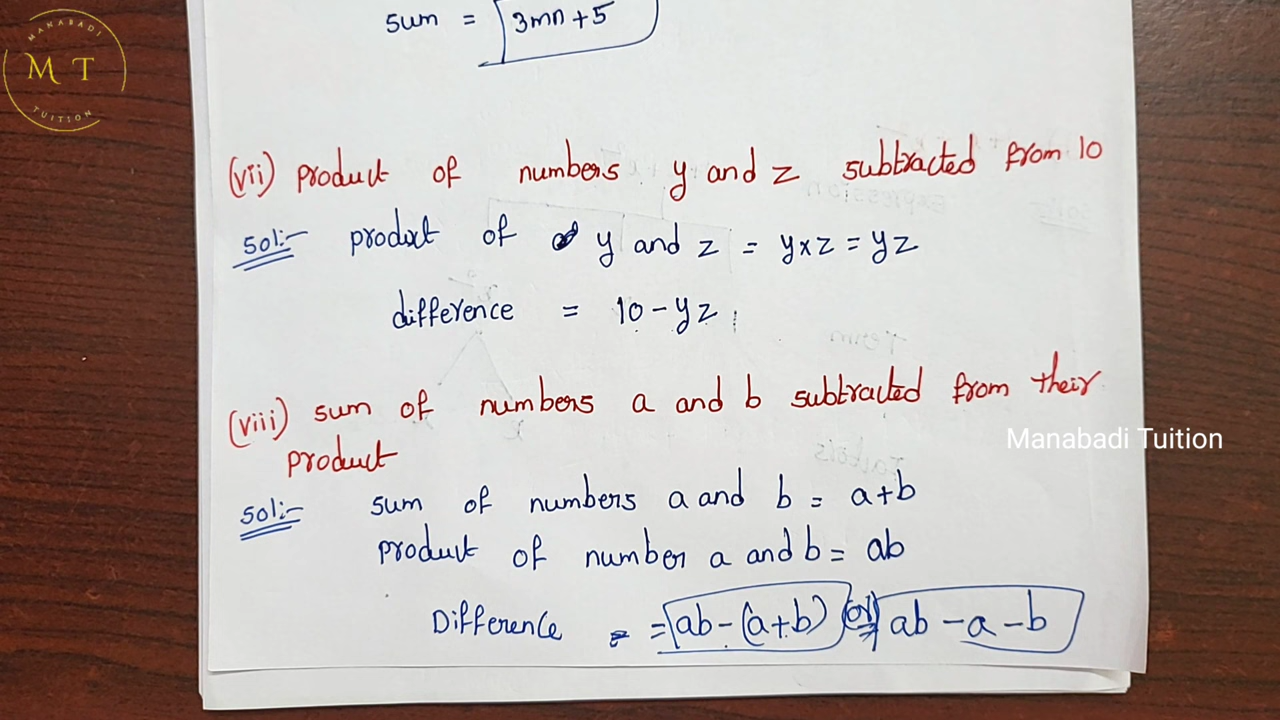 MANABADI
M T
TUITION
sum = 3mn+5
(vii) product of numbers y and z subtracted from 10
Sol:- product of y and z = y×z = yz
difference = 10-yz
(viii) sum of numbers a and b subtracted from their
product
Manabadi Tuition
Sol:- sum of numbers a and b = a+b
product of number a and b = ab
Difference = ab-(a+b) (or) ab-a-b